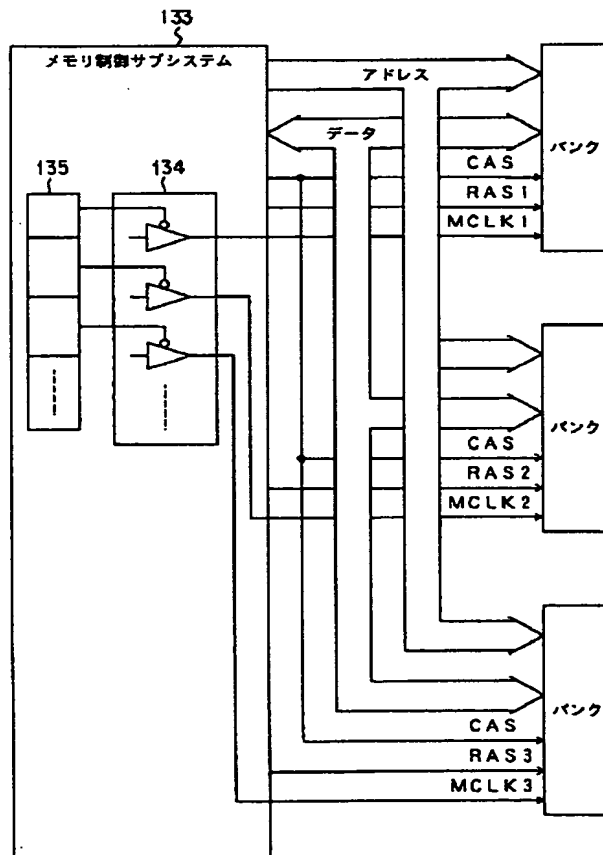 133
メモリ制御サブシステム
アドレス
データ
バンク
135
134
CAS
RAS1
MCLK1
バンク
CAS
RAS2
MCLK2
バンク
CAS
RAS3
MCLK3